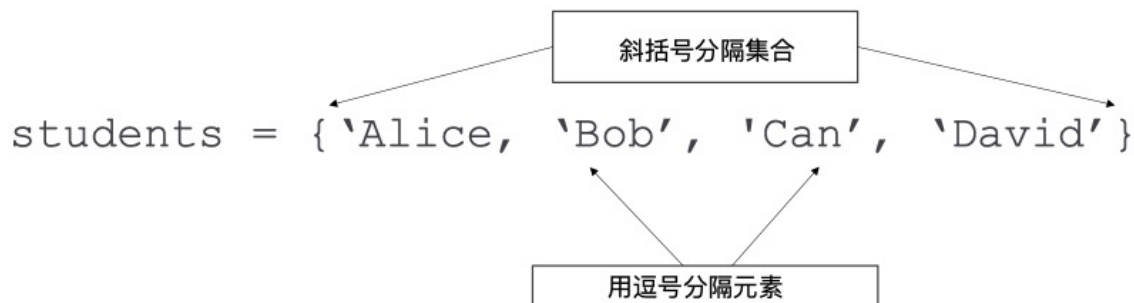 斜括号分隔集合
students = {‘Alice, ‘Bob’, 'Can’, ‘David’}
用逗号分隔元素